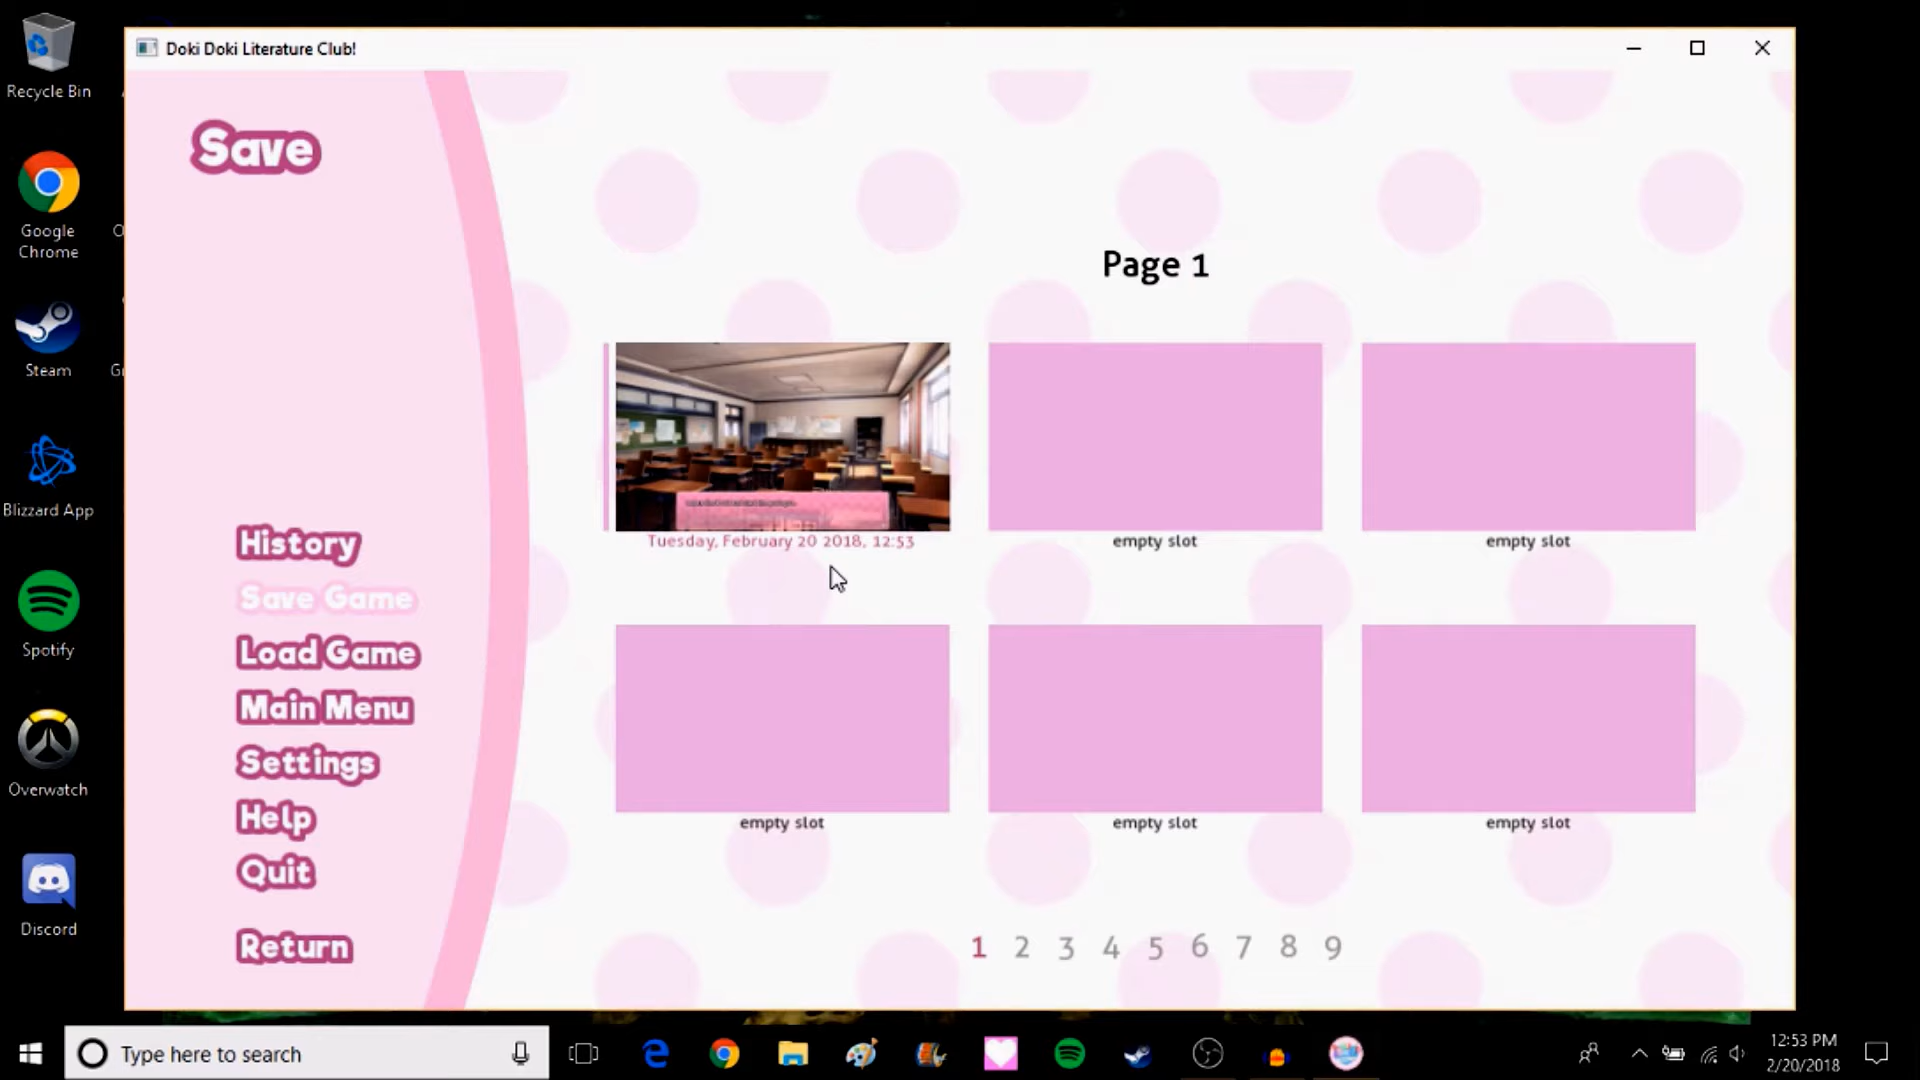 Recycle Bin
Google
Chrome
Steam
Blizzard App
Spotify
Overwatch
Discord
O
Gr
Doki Doki Literature Club!
Save
History
Save Game
Load Game
Main Menu
Settings
Help
Quit
Return
Page 1
Tuesday, February 20 2018, 12:53
empty slot
empty slot
empty slot
empty slot
empty slot
1 2 3 4 5 6 7 8 9
Type here to search
12:53 PM
2/20/2018